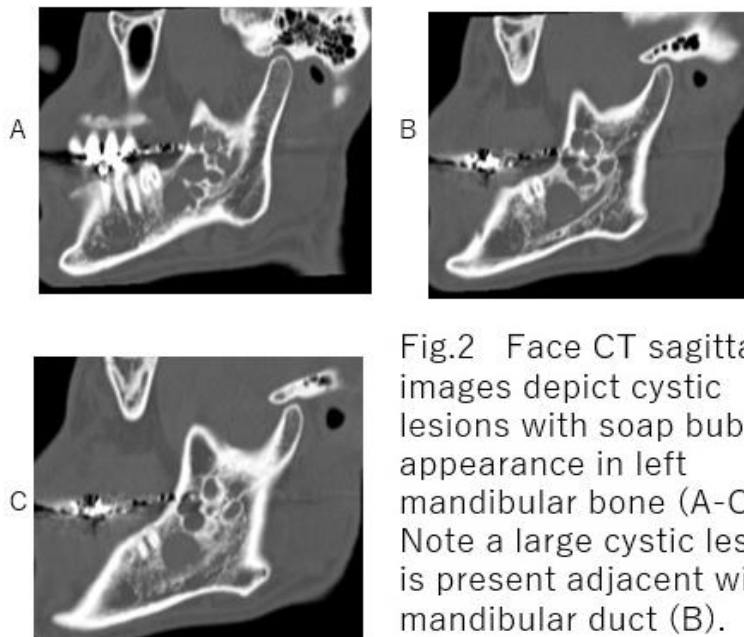 A
B
C
Fig.2 Face CT sagitta
images depict cystic
lesions with soap bub
appearance in left
mandibular bone (A-C
Note a large cystic les
is present adjacent wi
mandibular duct (B).